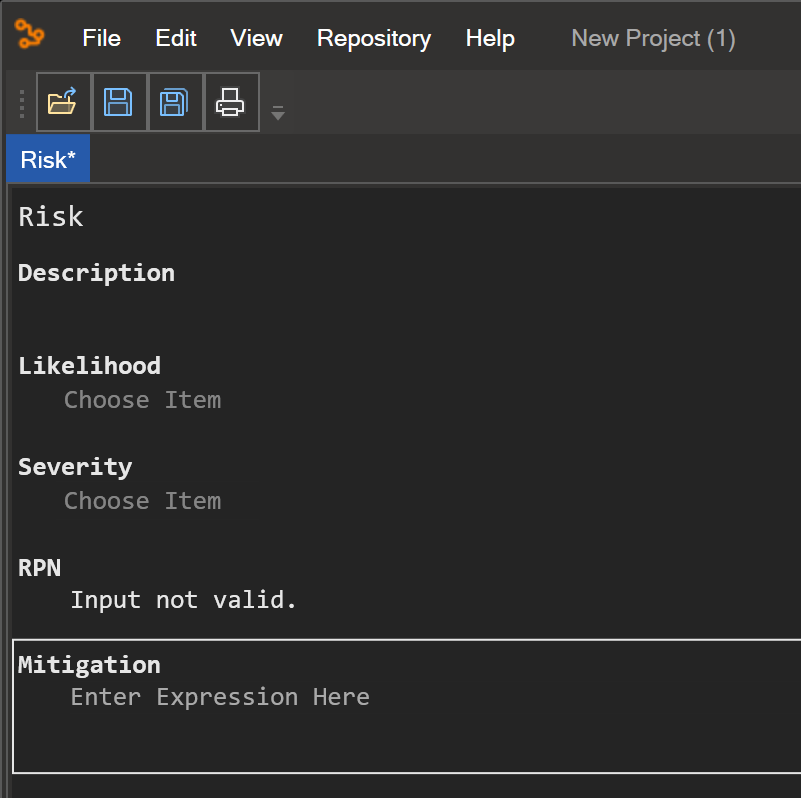 File Edit View Repository Help New Project (1)
Risk*
Risk
Description
Likelihood
Choose Item
Severity
Choose Item
RPN
Input not valid.
Mitigation
Enter Expression Here